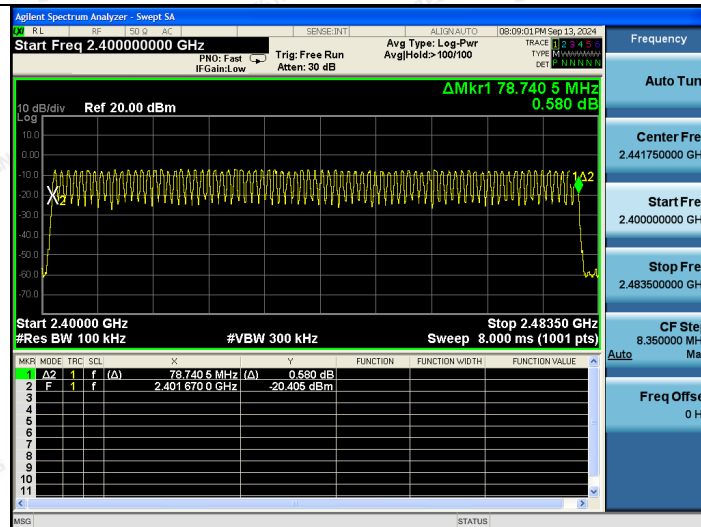 Agilent Spectrum Analyzer - Swept SA
RL RF 50 Ω AC SENSE:INT ALIGNAUTO 08:09:01 PM Sep 13, 2024
Start Freq 2.400000000 GHz
PNO: Fast
IFGain:Low
Trig: Free Run
Atten: 30 dB
Avg Type: Log-Pwr
Avg|Hold:>100/100
TRACE 1 2 3 4 5 6
TYPE M
DET P N N N N N
ΔMkr1 78.740 5 MHz
0.580 dB
10 dB/div Ref 20.00 dBm
Log
10.0
0.00
-10.0
-20.0
-30.0
-40.0
-50.0
-60.0
-70.0
2
1Δ2
Start 2.40000 GHz Stop 2.48350 GHz
#Res BW 100 kHz #VBW 300 kHz Sweep 8.000 ms (1001 pts)
MKR MODE TRC SCL X Y FUNCTION FUNCTION WIDTH FUNCTION VALUE
1 Δ2 1 f (Δ) 78.740 5 MHz (Δ) 0.580 dB
2 F 1 f 2.401 670 0 GHz -20.405 dBm
3
4
5
6
7
8
9
10
11
MSG STATUS
Frequency
Auto Tun
Center Fre
2.441750000 GH
Start Fre
2.400000000 GH
Stop Fre
2.483500000 GH
CF Ste
8.350000 MH
Auto Ma
Freq Offse
0 H